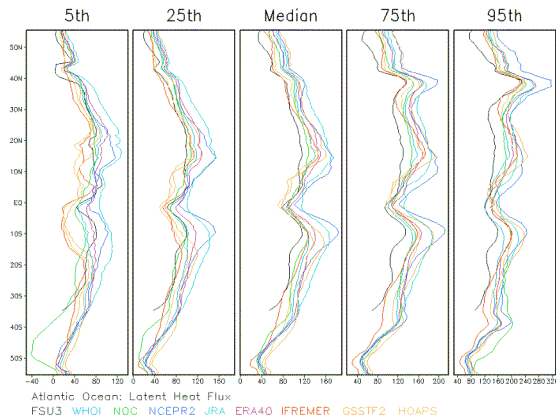 5th 25th Median 75th 95th
50N
40N
30N
20N
10N
EQ
10S
20S
30S
40S
50S
-40 0 40 80 120 0 40 80 120 160 0 40 80 120 160 0 40 80 120 160 200 40 80 120 160 200 240 280
Atlantic Ocean: Latent Heat Flux
FSU3 WHOI NOC NCEPR2 JRA ERA40 IFREMER GSSTF2 HOAPS